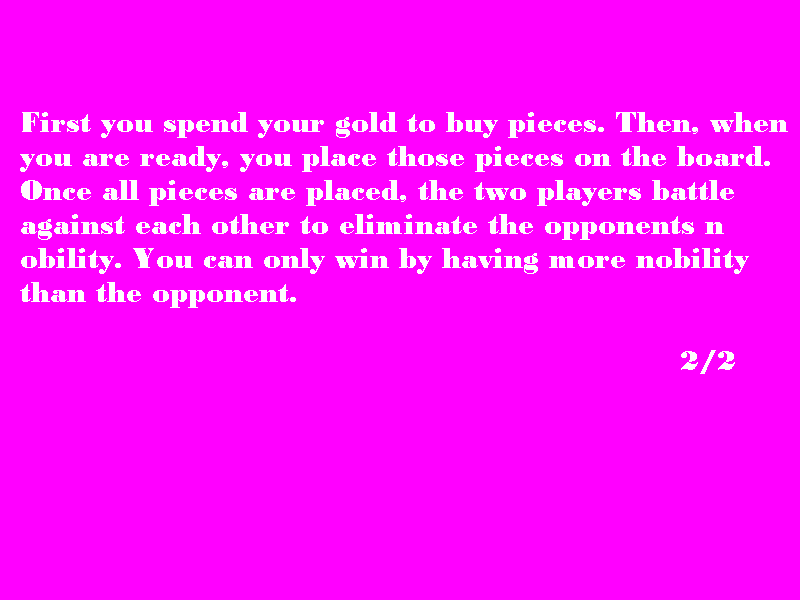 First you spend your gold to buy pieces. Then, when
you are ready, you place those pieces on the board.
Once all pieces are placed, the two players battle
against each other to eliminate the opponents n
obility. You can only win by having more nobility
than the opponent.
2/2